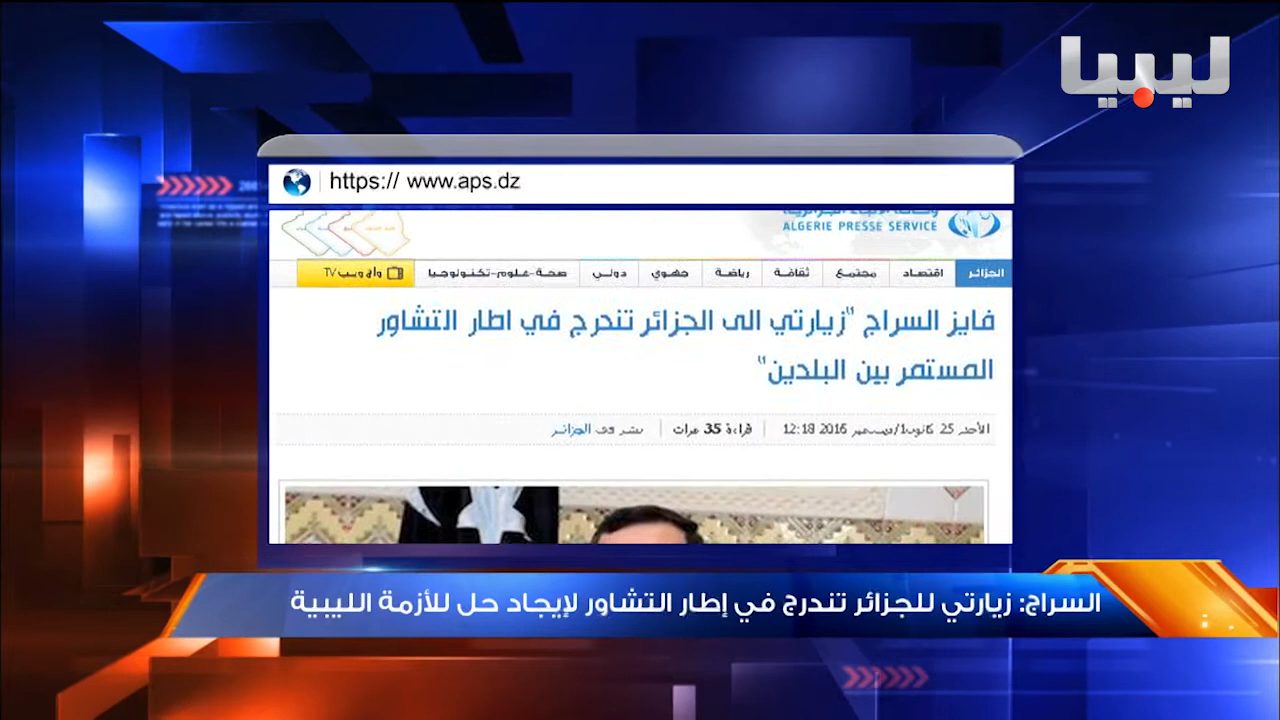 ليبيا
https:// www.aps.dz
ALGERIE PRESSE SERVICE
الجزائر اقتصاد مجتمع ثقافة رياضة جهوي دولي صحة-علوم-تكنولوجيا واج ويب TV
فايز السراج "زيارتي الى الجزائر تندرج في اطار التشاور
المستمر بين البلدين"
الأحد, 25 كانون1/ديسمبر 2016 12:18 قراءة 35 مرات نشر في الجزائر
السراج: زيارتي للجزائر تندرج في إطار التشاور لإيجاد حل للأزمة الليبية